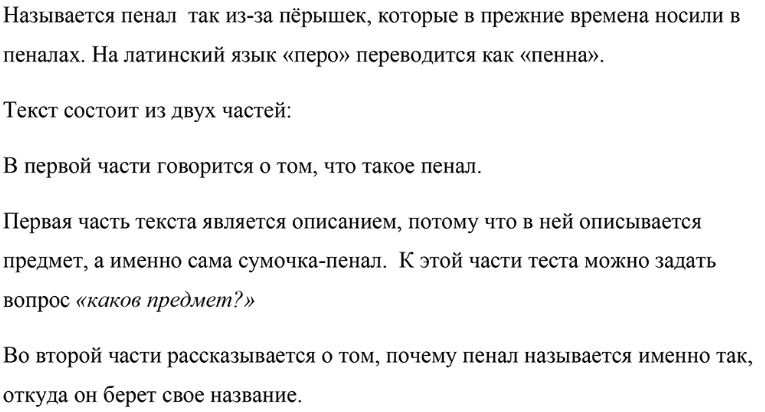 Называется пенал  так из-за пёрышек, которые в прежние времена носили в
пеналах. На латинский язык «перо» переводится как «пенна».
Текст состоит из двух частей:
В первой части говорится о том, что такое пенал.
Первая часть текста является описанием, потому что в ней описывается
предмет, а именно сама сумочка-пенал.  К этой части теста можно задать
вопрос «каков предмет?»
Во второй части рассказывается о том, почему пенал называется именно так,
откуда он берет свое название.